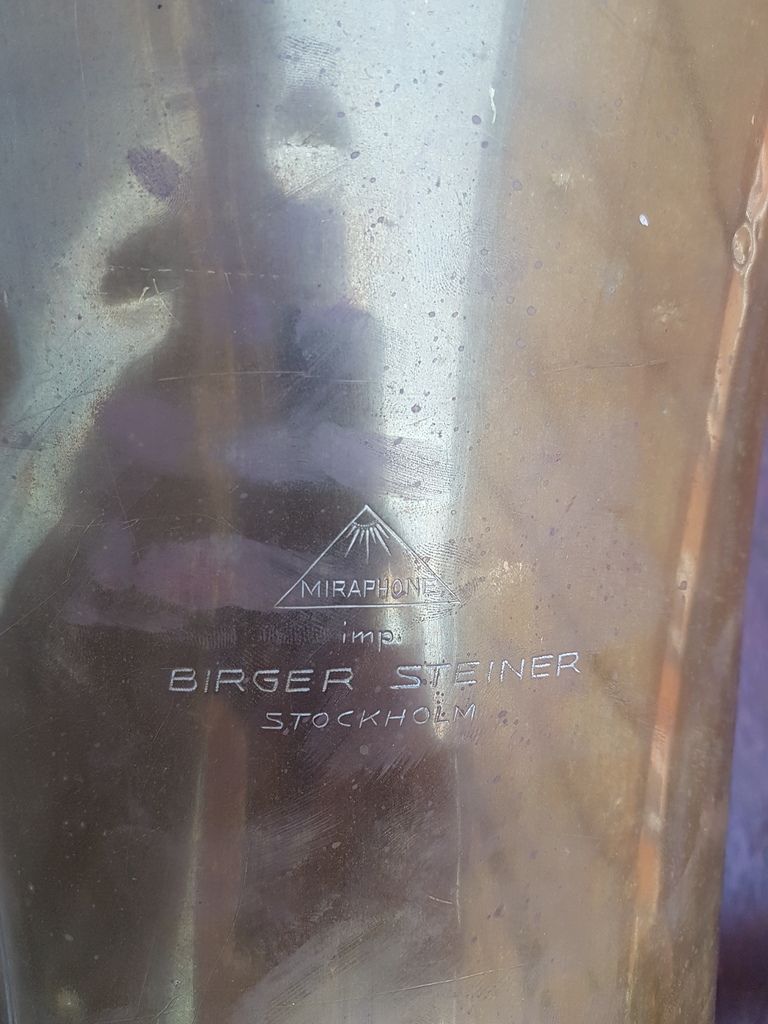 MIRAPHONE
imp.
BIRGER STEINER
STOCKHOLM